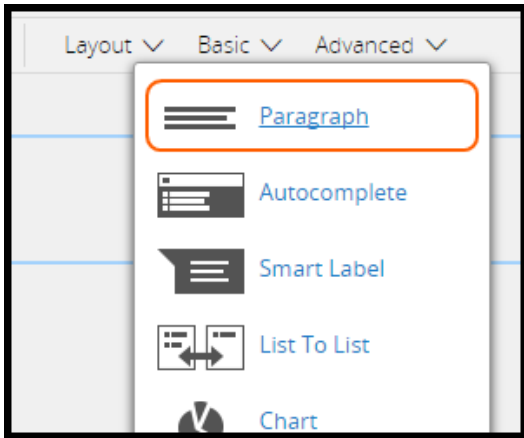 Layout Basic Advanced
Paragraph
Autocomplete
Smart Label
List To List
Chart